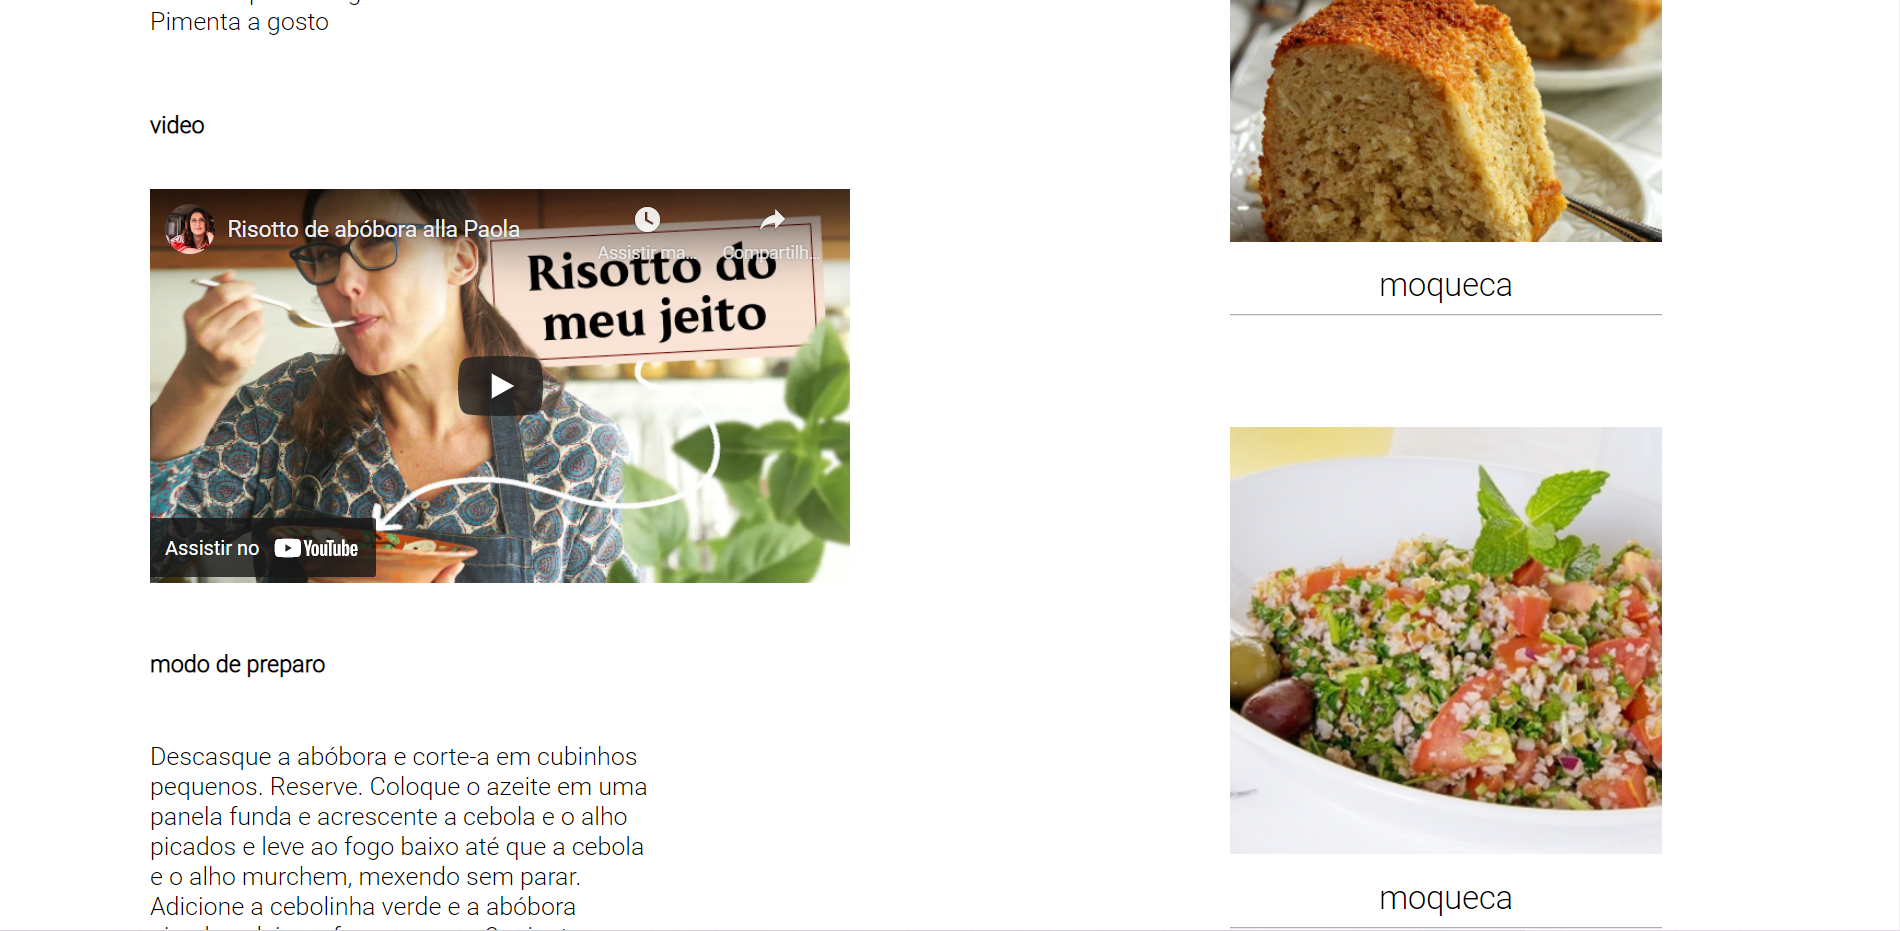 Pimenta a gosto
video
Risotto de abóbora alla Paola
Assistir ma...
Compartilh...
Risotto do
meu jeito
Assistir no YouTube
modo de preparo
Descasque a abóbora e corte-a em cubinhos
pequenos. Reserve. Coloque o azeite em uma
panela funda e acrescente a cebola e o alho
picados e leve ao fogo baixo até que a cebola
e o alho murchem, mexendo sem parar.
Adicione a cebolinha verde e a abóbora
moqueca
moqueca